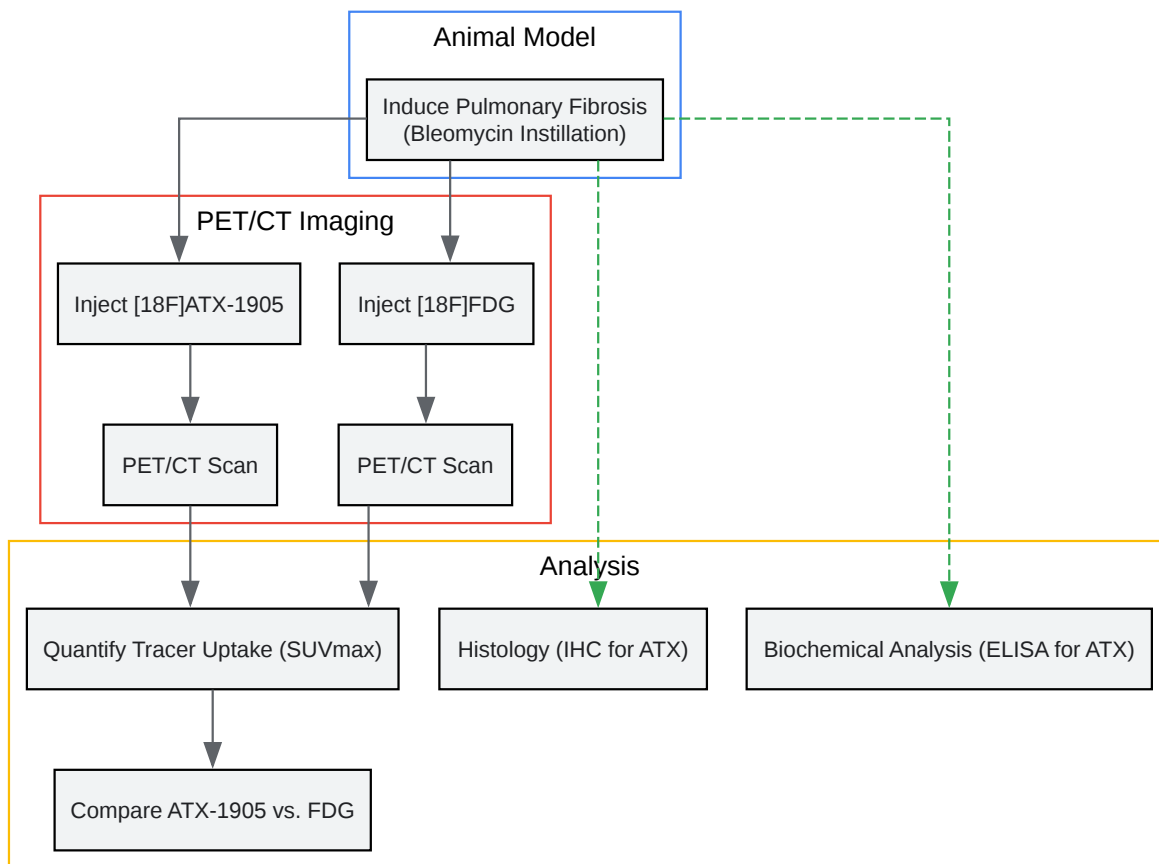 Animal Model
Induce Pulmonary Fibrosis
(Bleomycin Instillation)
PET/CT Imaging
Inject [18F]ATX-1905
Inject [18F]FDG
PET/CT Scan
PET/CT Scan
Analysis
Quantify Tracer Uptake (SUVmax)
Histology (IHC for ATX)
Biochemical Analysis (ELISA for ATX)
Compare ATX-1905 vs. FDG